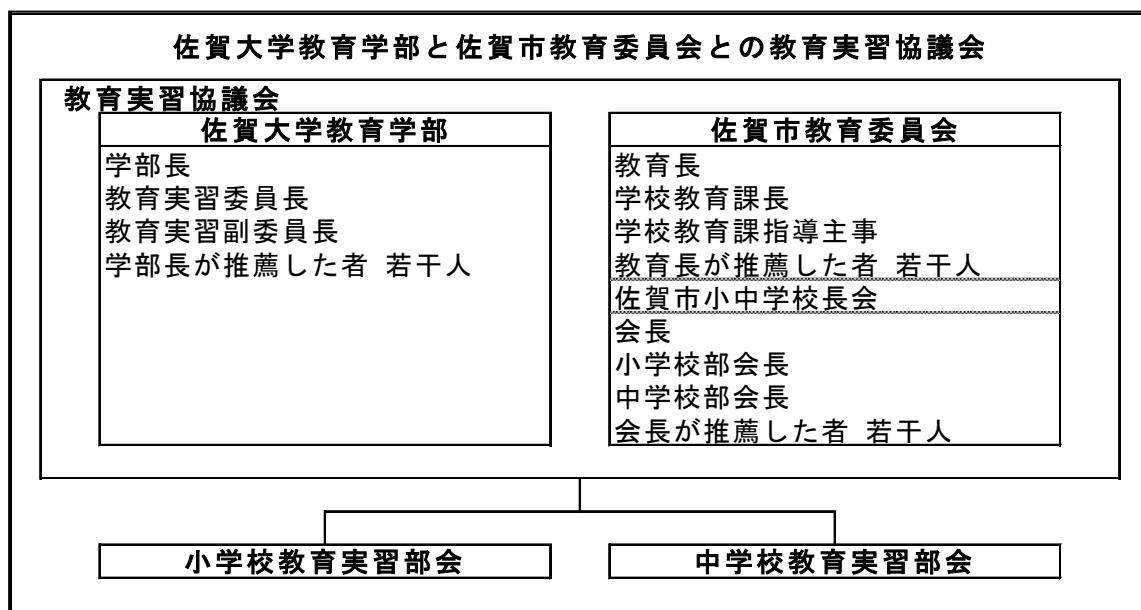 佐賀大学教育学部と佐賀市教育委員会との教育実習協議会
教育実習協議会
佐賀大学教育学部
学部長
教育実習委員長
教育実習副委員長
学部長が推薦した者 若干人
佐賀市教育委員会
教育長
学校教育課長
学校教育課指導主事
教育長が推薦した者 若干人
佐賀市小中学校長会
会長
小学校部会長
中学校部会長
会長が推薦した者 若干人
小学校教育実習部会
中学校教育実習部会